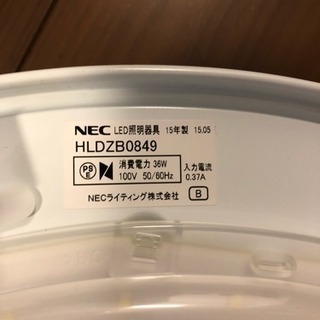 NEC LED照明器具 15年製 15.05
HLDZB0849
PS E 消費電力 36W 入力電流
100V 50/60Hz 0.37A
NECライティング株式会社 B